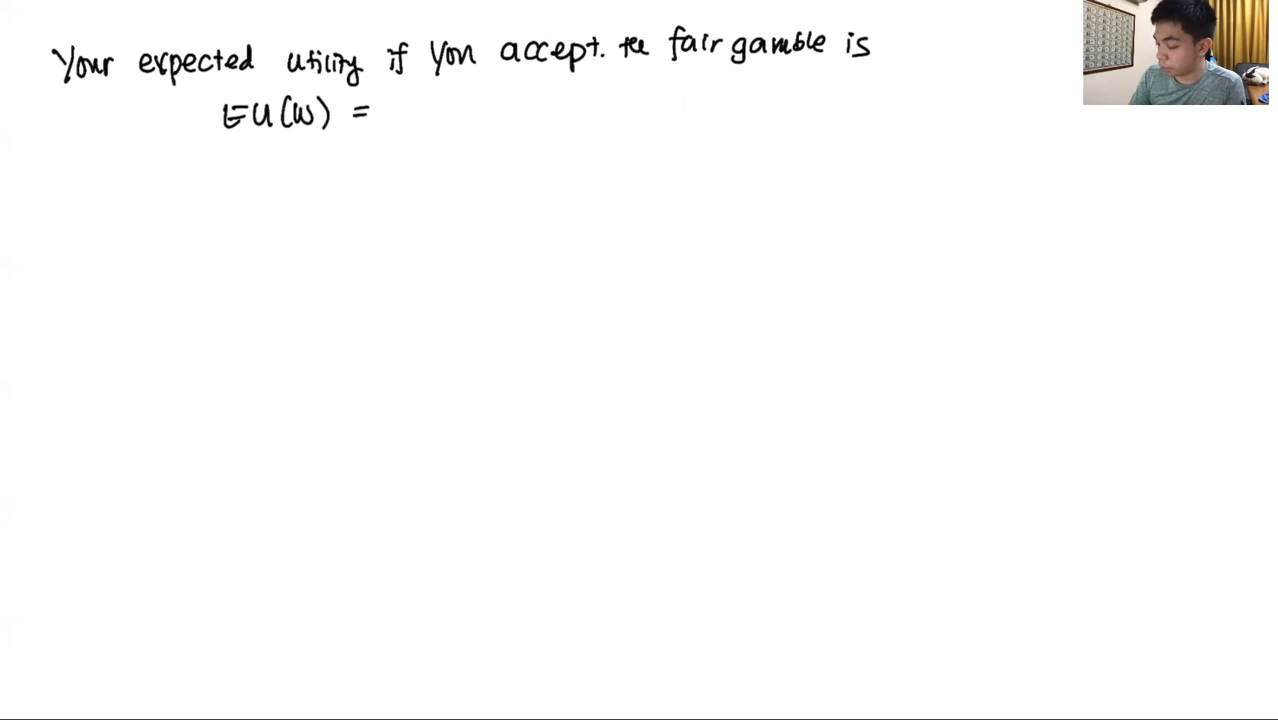 Your expected utility if you accept. the fair gamble is
EU(W) =